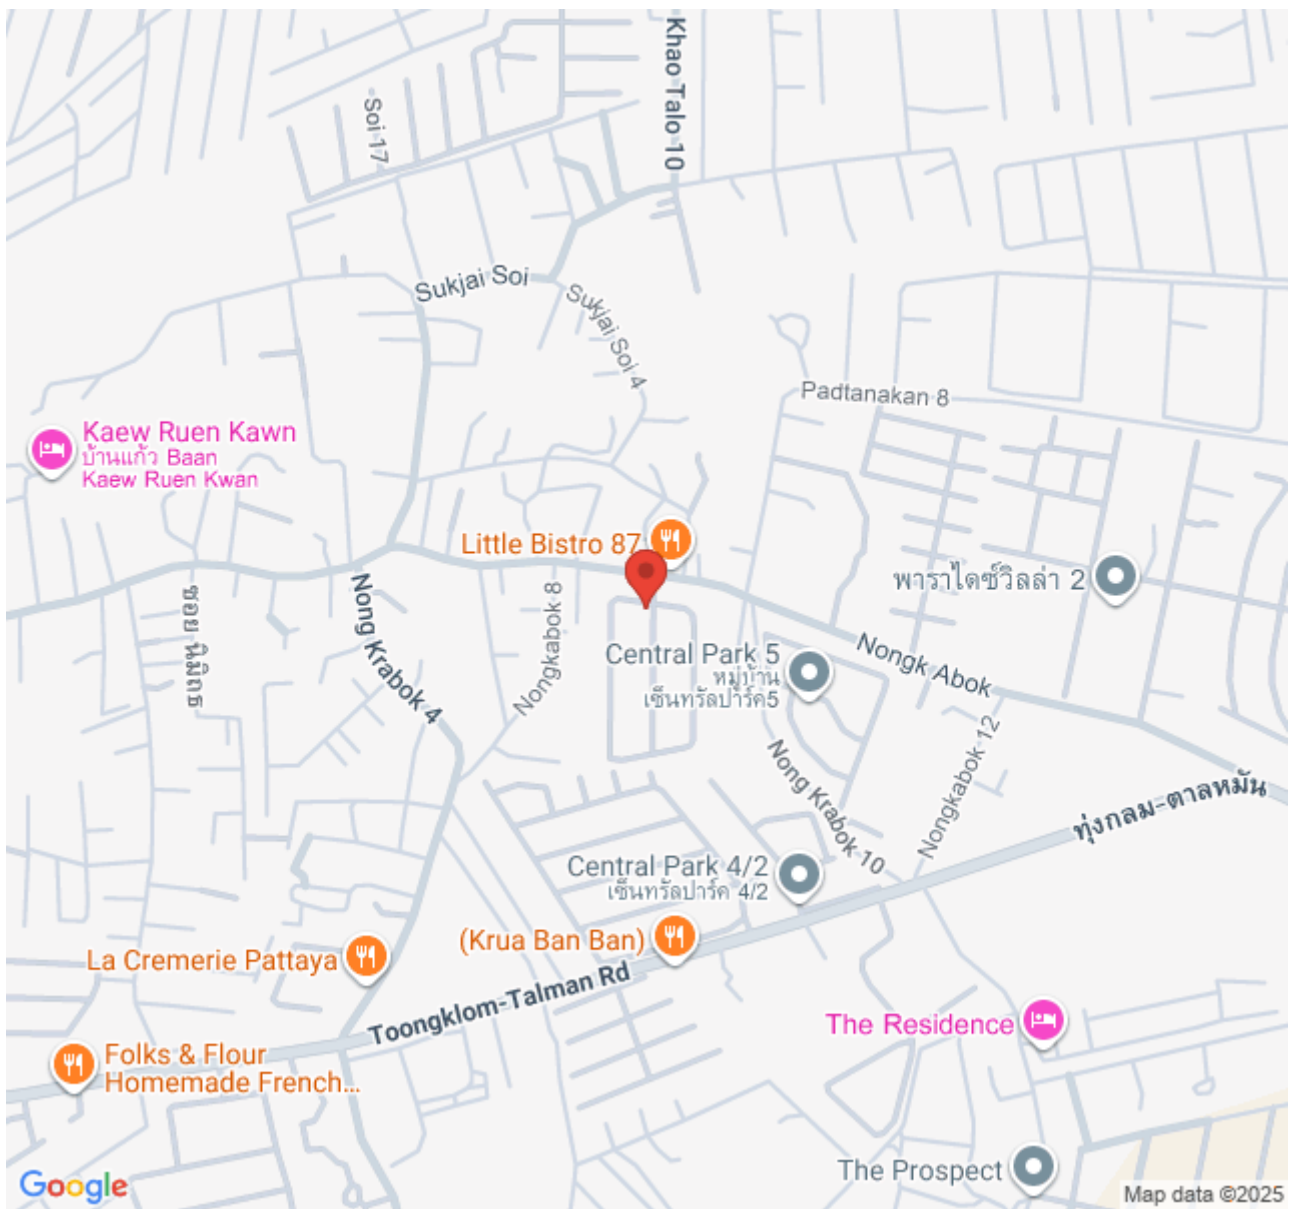 Khao Talo 10
Soi 17
Sukjai Soi
Sukjai Soi 4
Padtanakan 8
Kaew Ruen Kawn
บ้านแก้ว Baan
Kaew Ruen Kwan
Little Bistro 87
พาราไดซ์วิลล่า 2
ซอย นิมิตร
Nong Krabok 4
Nongkabok 8
Central Park 5
หมู่บ้าน
เซ็นทรัลปาร์ค5
Nongk Abok
Nongkabok 12
Nong Krabok 10
ทุ่งกลม-ตาลหมัน
Central Park 4/2
เซ็นทรัลปาร์ค 4/2
(Krua Ban Ban)
La Cremerie Pattaya
Toongklom-Talman Rd
The Residence
Folks & Flour
Homemade French...
The Prospect
Google
Map data ©2025